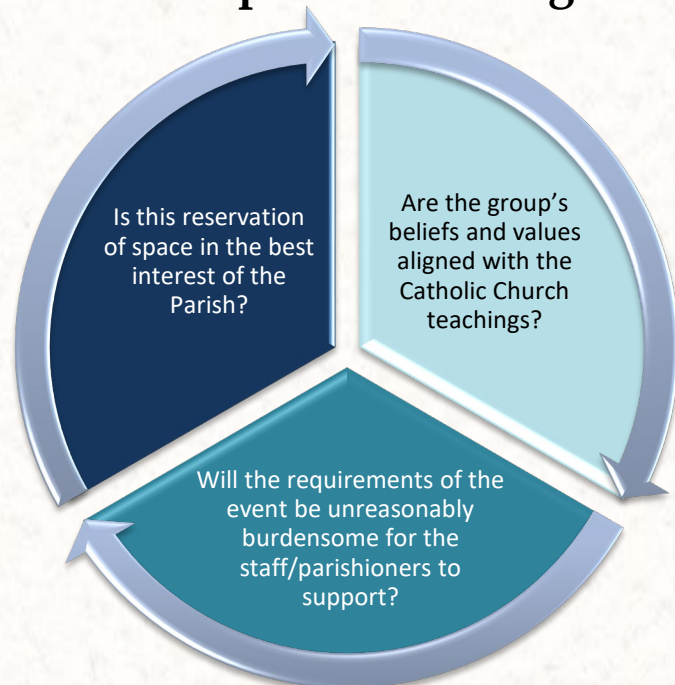 Is this reservation
of space in the best
interest of the
Parish?
Are the group’s
beliefs and values
aligned with the
Catholic Church
teachings?
Will the requirements of the
event be unreasonably
burdensome for the
staff/parishioners to
support?